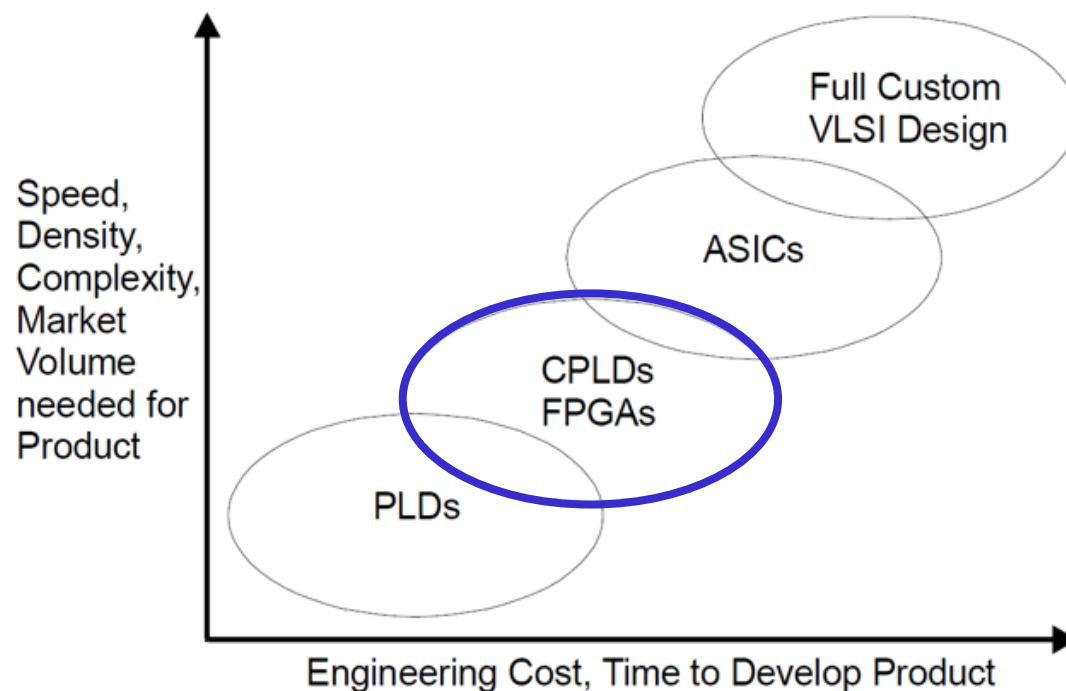 Full Custom
VLSI Design
Speed,
Density,
Complexity,
Market
Volume
needed for
Product
ASICs
CPLDs
FPGAs
PLDs
Engineering Cost, Time to Develop Product